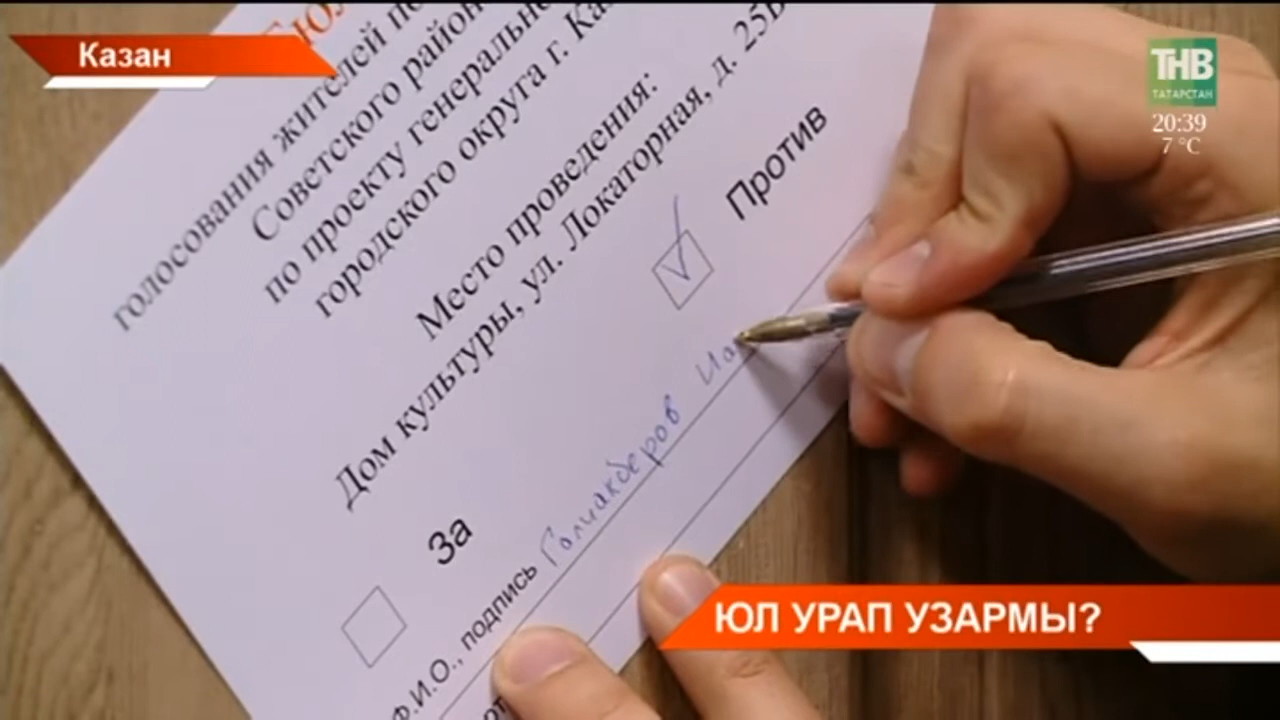 Казан
ТНВ
ТАТАРСТАН
20:39
7 °C
голосования жителей
Советского район
по проекту генерально
городского округа г. Ка
Место проведения:
Дом культуры, ул. Локаторная, д. 25
За
Против
Ф.И.О., подпись
ЮЛ УРАП УЗАРМЫ?